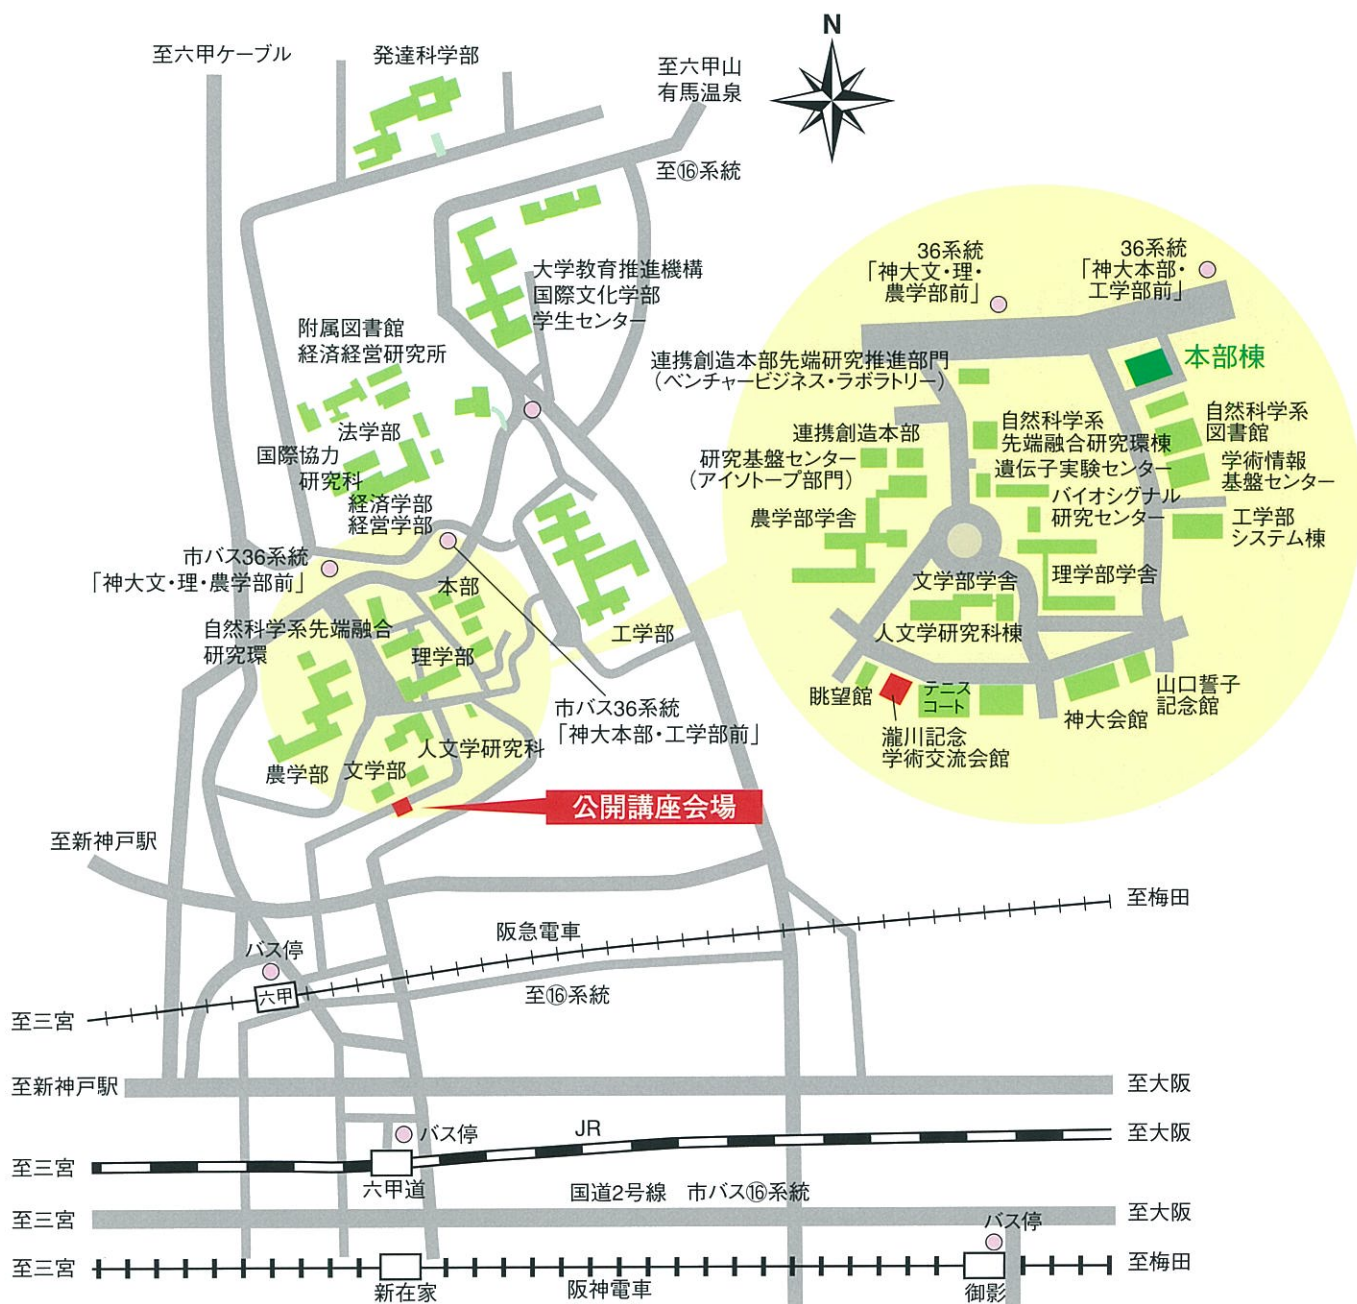 N
至六甲ケーブル
発達科学部
至六甲山
有馬温泉
至⑯系統
大学教育推進機構
国際文化学部
学生センター
附属図書館
経済経営研究所
法学部
国際協力
研究科
経済学部
経営学部
市バス36系統
「神大文・理・農学部前」
本部
自然科学系先端融合
研究環
理学部
工学部
市バス36系統
「神大本部・工学部前」
人文学研究科
農学部
文学部
公開講座会場
36系統
「神大文・理・
農学部前」
36系統
「神大本部・
工学部前」
連携創造本部先端研究推進部門
（ベンチャービジネス・ラボラトリー）
本部棟
連携創造本部
自然科学系
先端融合研究環棟
自然科学系
図書館
研究基盤センター
（アイソトープ部門）
遺伝子実験センター
学術情報
基盤センター
バイオシグナル
研究センター
農学部学舎
工学部
システム棟
文学部学舎
理学部学舎
人文学研究科棟
眺望館
テニス
コート
瀧川記念
学術交流会館
神大会館
山口誓子
記念館
至新神戸駅
至梅田
阪急電車
バス停
六甲
至⑯系統
至三宮
至新神戸駅
至大阪
バス停
JR
至大阪
至三宮
六甲道
国道2号線 市バス⑯系統
至三宮
至大阪
バス停
至三宮
至梅田
新在家
阪神電車
御影